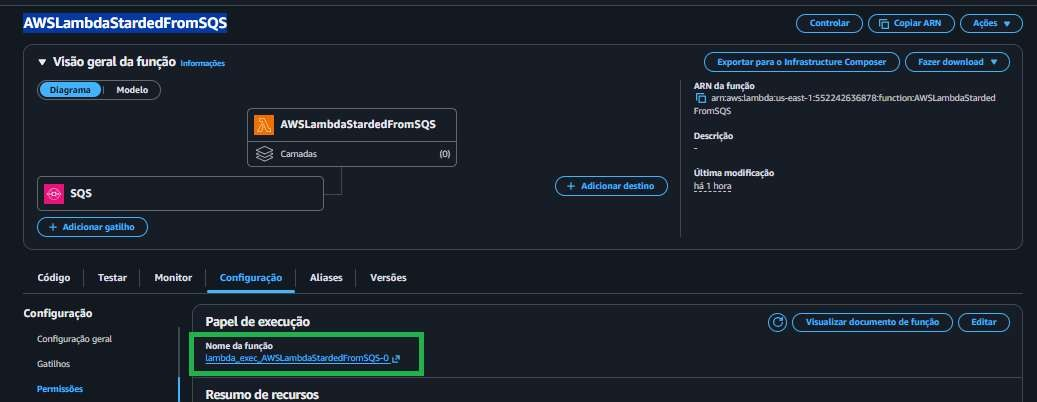 AWSLambdaStardedFromSQS
Controlar
Copiar ARN
Ações
Visão geral da função Informações
Exportar para o Infrastructure Composer
Fazer download
Diagrama
Modelo
AWSLambdaStardedFromSQS
Camadas (0)
SQS
+ Adicionar destino
+ Adicionar gatilho
ARN da função
arn:aws:lambda:us-east-1:552242636878:function:AWSLambdaStarded
FromSQS
Descrição
-
Última modificação
há 1 hora
Código
Testar
Monitor
Configuração
Aliases
Versões
Configuração
Configuração geral
Gatilhos
Permissões
Papel de execução
Visualizar documento de função
Editar
Nome da função
lambda_exec_AWSLambdaStardedFromSQS-0
Resumo de recursos